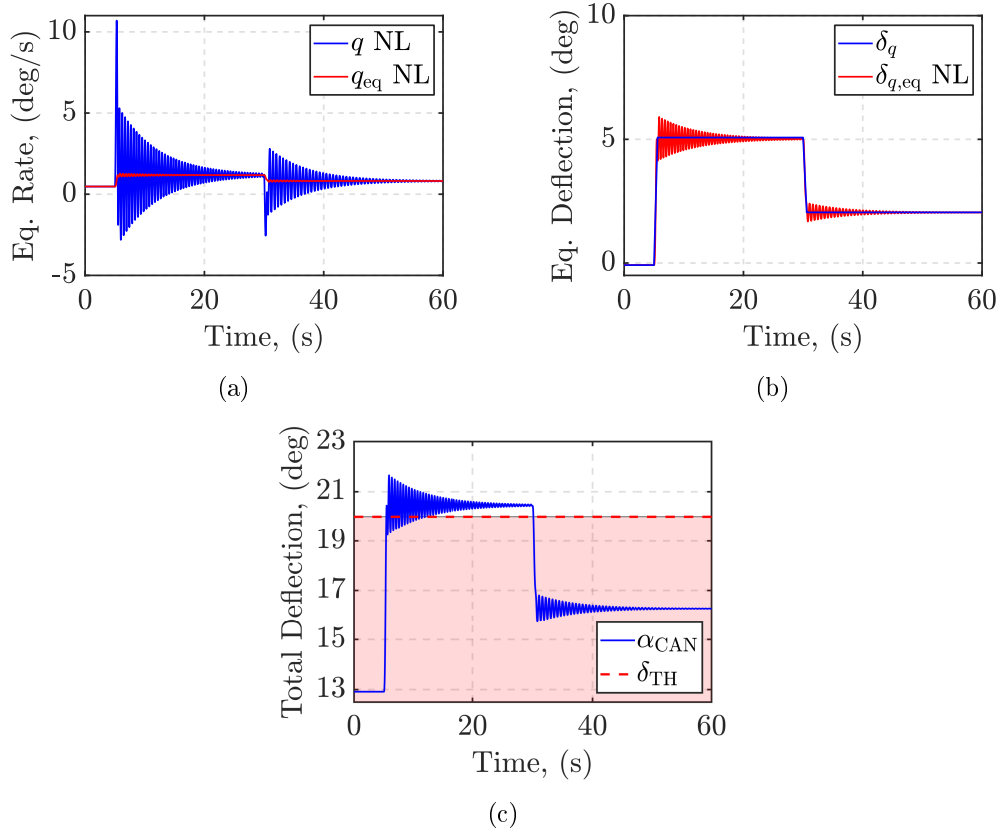 Eq. Rate, (deg/s)
10
5
0
-5
q NL
q_eq NL
0 20 40 60
Time, (s)
(a)
Eq. Deflection, (deg)
10
5
0
δ_q
δ_q,eq NL
0 20 40 60
Time, (s)
(b)
Total Deflection, (deg)
23
21
19
17
15
13
α_CAN
δ_TH
0 20 40 60
Time, (s)
(c)